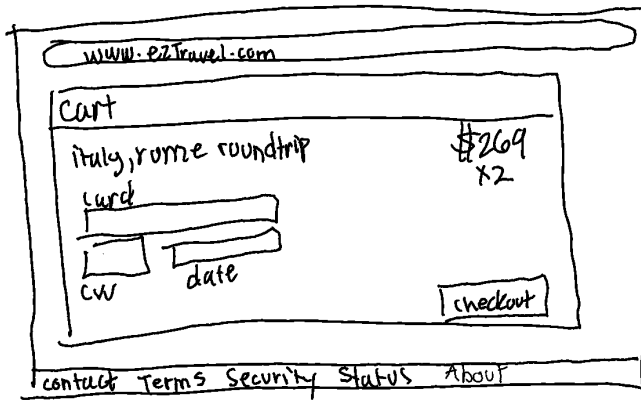 www.ezTravel.com
Cart
italy, rome roundtrip $269
x2
card
cvv date
checkout
contact Terms Security Status About